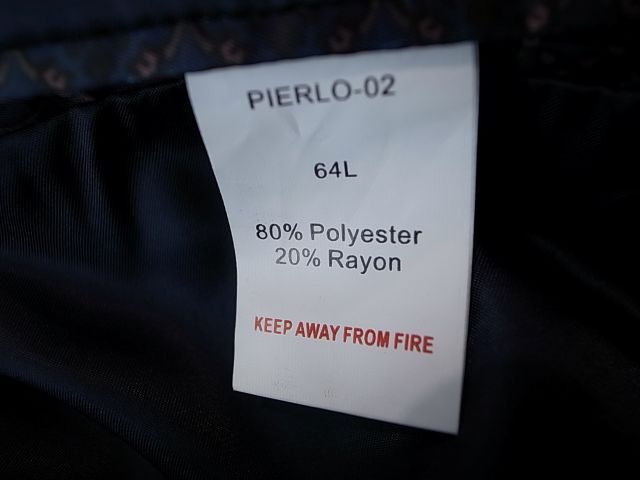 PIERLO-02
64L
80% Polyester
20% Rayon
KEEP AWAY FROM FIRE